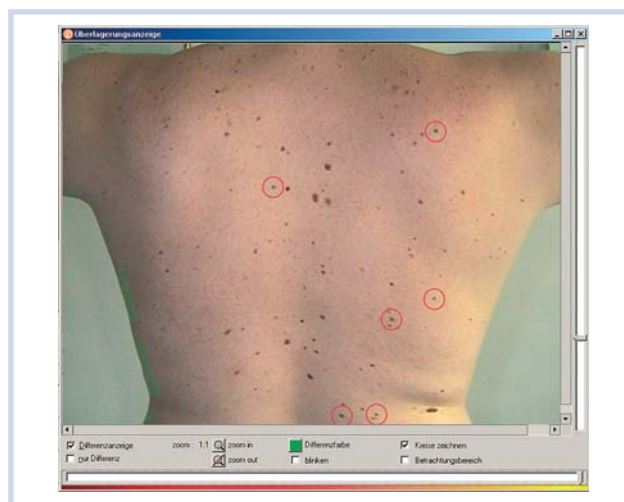 Überlagerungsanzeige
Differenzanzeige zoom : 1:1 zoom in Differenzfarbe Kreise zeichnen
nur Differenz zoom out blinken Betrachtungsbereich